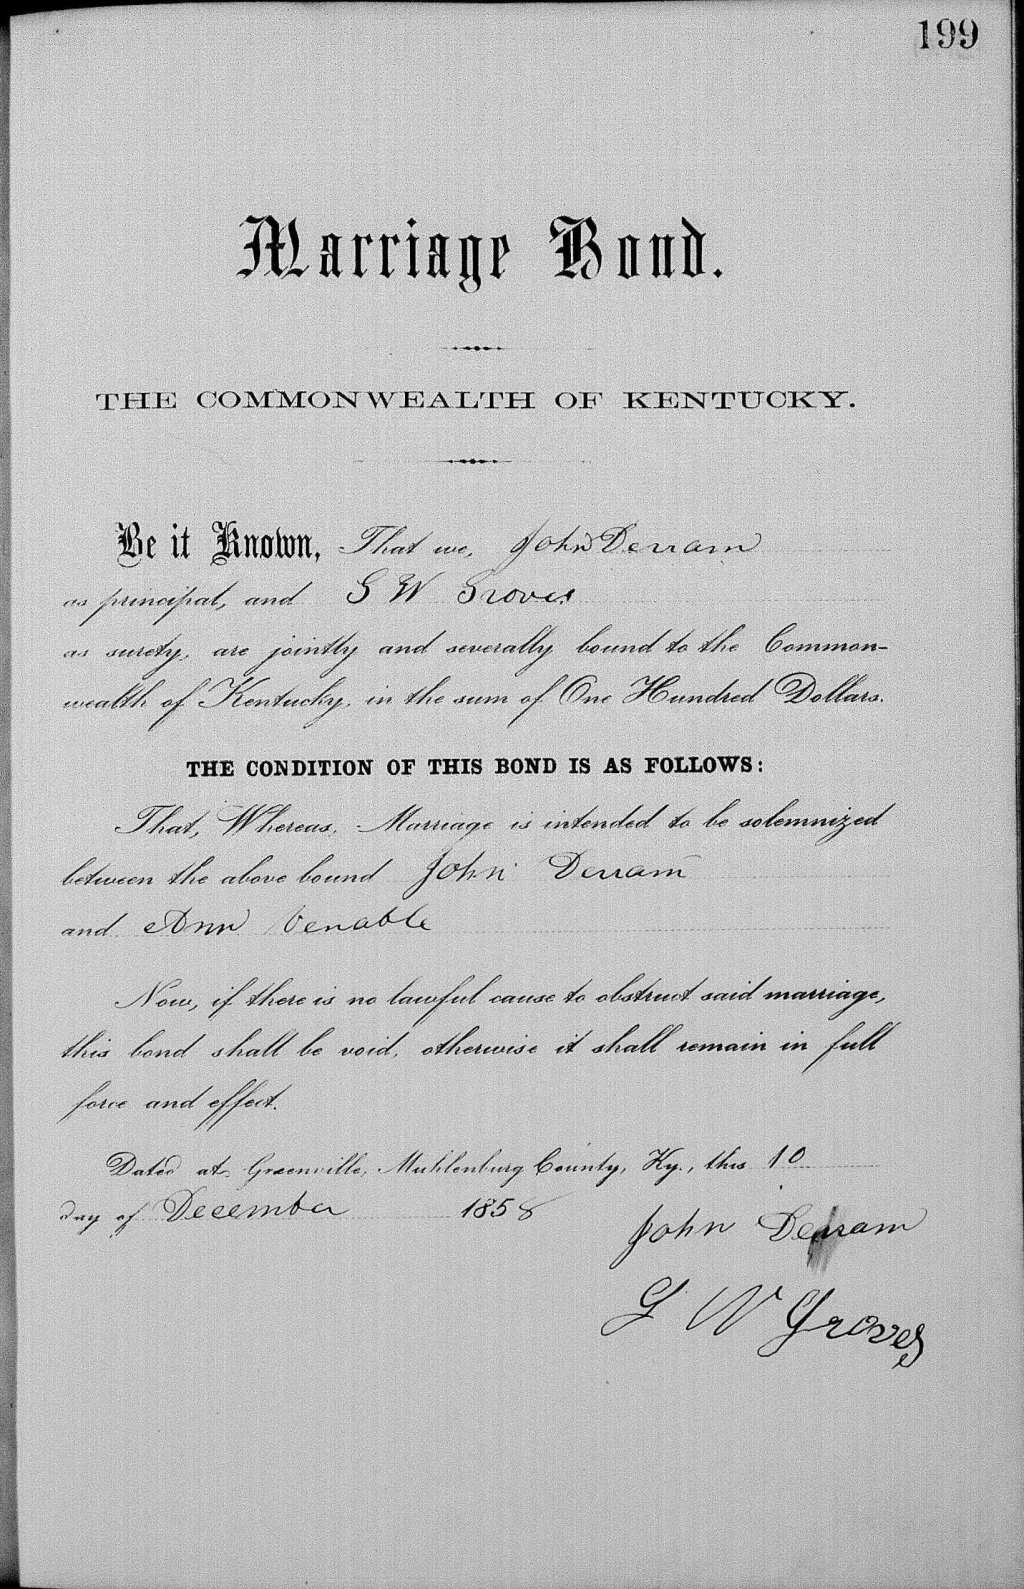 199
Marriage Bond.
THE COMMONWEALTH OF KENTUCKY.
Be it Known, That we, John Derram
as principal, and G W Groves
as surety, are jointly and severally bound to the Common-
wealth of Kentucky, in the sum of One Hundred Dollars.
THE CONDITION OF THIS BOND IS AS FOLLOWS:
That, Whereas, Marriage is intended to be solemnized
between the above bound John Derram
and Ann Venable
Now, if there is no lawful cause to obstruct said marriage,
this bond shall be void, otherwise it shall remain in full
force and effect.
Dated at Greenville, Muhlenburg County, Ky., this 10
day of December 1858
John Derram
G W Groves